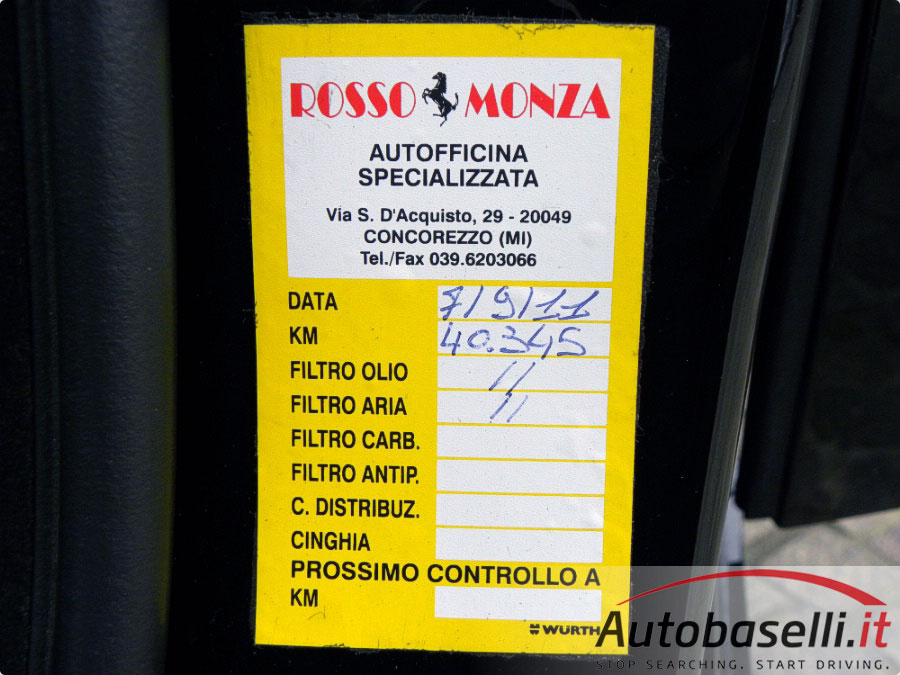 ROSSO MONZA
AUTOFFICINA
SPECIALIZZATA
Via S. D'Acquisto, 29 - 20049
CONCOREZZO (MI)
Tel./Fax 039.6203066
DATA 7/9/11
KM 40.345
FILTRO OLIO //
FILTRO ARIA //
FILTRO CARB.
FILTRO ANTIP.
C. DISTRIBUZ.
CINGHIA
PROSSIMO CONTROLLO A
KM
WÜRTH
Autobaselli.it
STOP SEARCHING. START DRIVING.